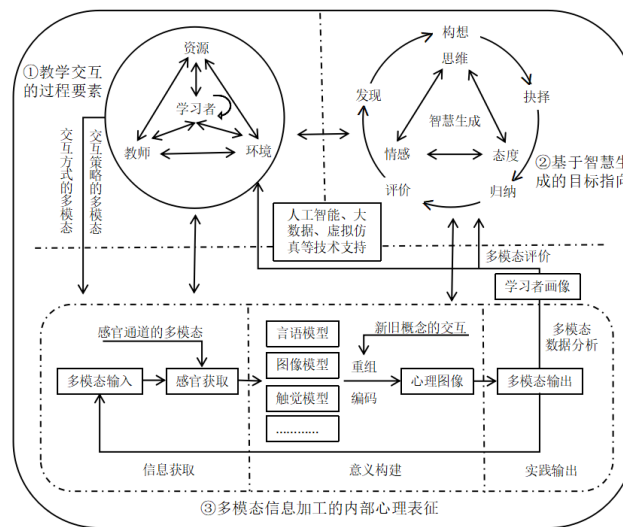 ①教学交互
的过程要素
资源
学习者
教师
环境
构想
思维
发现
抉择
智慧生成
情感
态度
评价
归纳
②基于智慧生
成的目标指向
交互方式的多模态
交互策略的多模态
人工智能、大
数据、虚拟仿
真等技术支持
多模态评价
学习者画像
多模态
数据分析
感官通道的多模态
多模态输入
感官获取
言语模型
图像模型
触觉模型
…………
新旧概念的交互
重组
编码
心理图像
多模态输出
信息获取
意义构建
实践输出
③多模态信息加工的内部心理表征